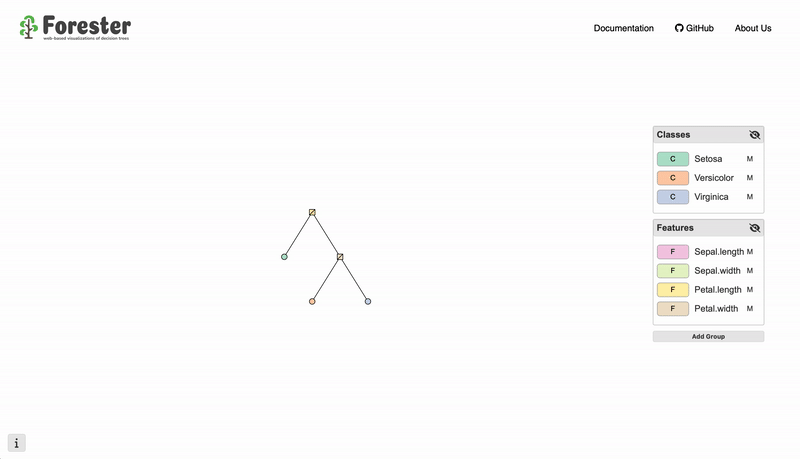 Forester
web-based visualizations of decision trees
Documentation
GitHub
About Us
Classes
C Setosa M
C Versicolor M
C Virginica M
Features
F Sepal.length M
F Sepal.width M
F Petal.length M
F Petal.width M
Add Group
i